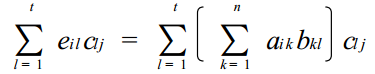 ∑_{l = 1}^{t} e_{il} c_{lj} = ∑_{l = 1}^{t} ( ∑_{k = 1}^{n} a_{ik} b_{kl} ) c_{lj}